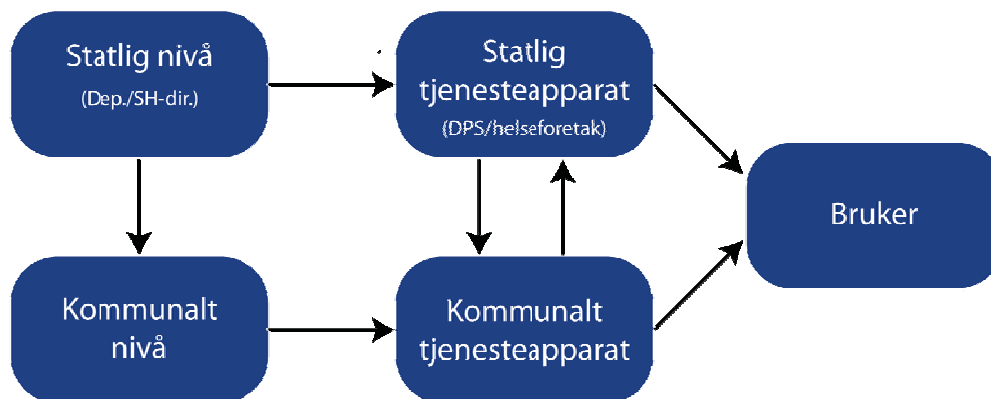 Statlig nivå
(Dep./SH-dir.)
Statlig
tjenesteapparat
(DPS/helseforetak)
Bruker
Kommunalt
nivå
Kommunalt
tjenesteapparat